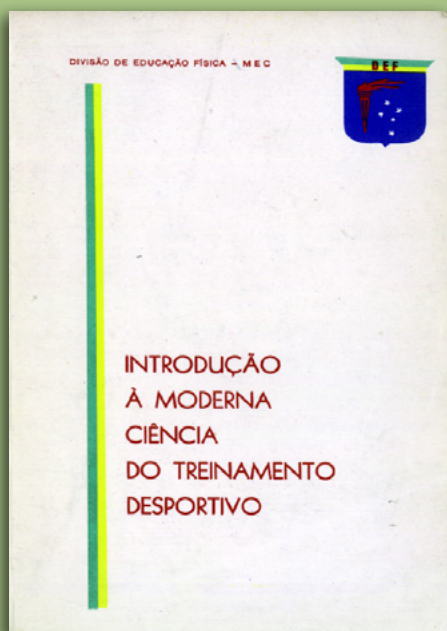 DIVISÃO DE EDUCAÇÃO FÍSICA - MEC
DEF
INTRODUÇÃO
À MODERNA
CIÊNCIA
DO TREINAMENTO
DESPORTIVO